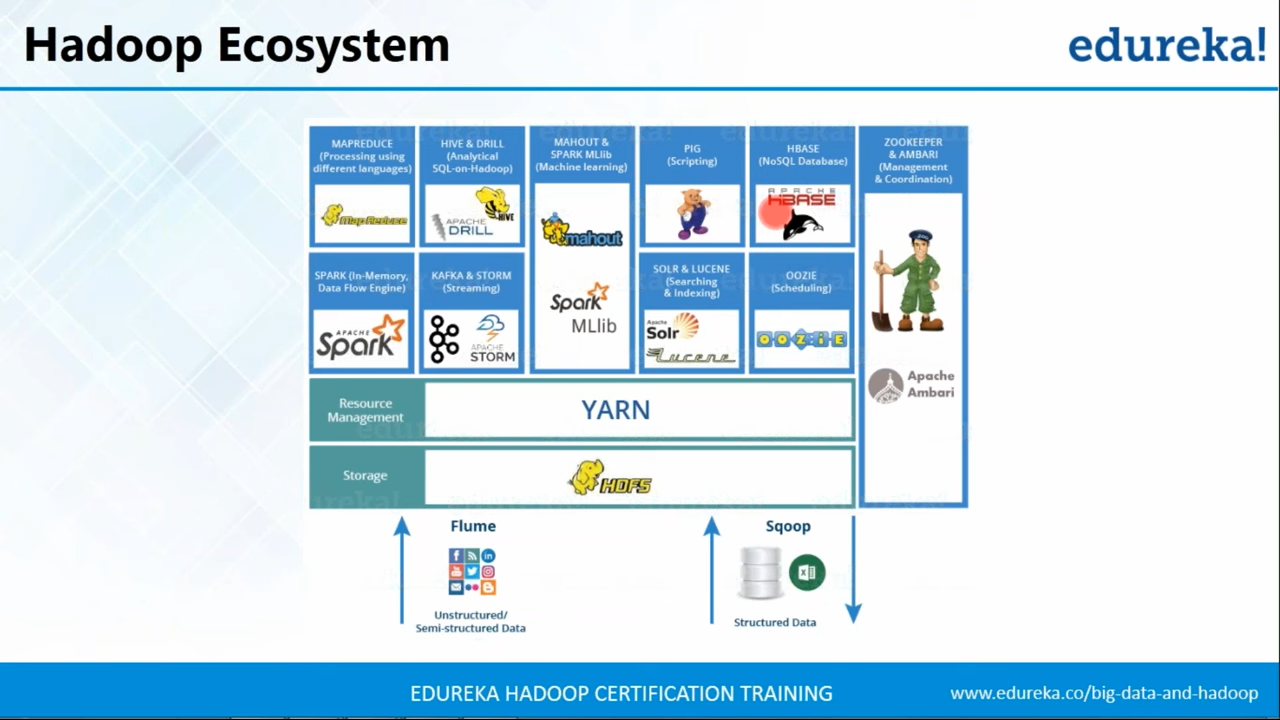 Hadoop Ecosystem
edureka!
MAPREDUCE
(Processing using
different languages)
MapReduce
HIVE & DRILL
(Analytical
SQL-on-Hadoop)
APACHE
DRILL
HIVE
MAHOUT &
SPARK MLlib
(Machine learning)
mahout
Spark
MLlib
PIG
(Scripting)
HBASE
(NoSQL Database)
APACHE
HBASE
ZOOKEEPER
& AMBARI
(Management
& Coordination)
Apache
Ambari
SPARK (In-Memory,
Data Flow Engine)
APACHE
Spark
KAFKA & STORM
(Streaming)
APACHE
STORM
SOLR & LUCENE
(Searching
& Indexing)
Apache
Solr
Lucene
OOZIE
(Scheduling)
OOZIE
Resource
Management
YARN
Storage
HDFS
Flume
Unstructured/
Semi-structured Data
Sqoop
Structured Data
EDUREKA HADOOP CERTIFICATION TRAINING
www.edureka.co/big-data-and-hadoop